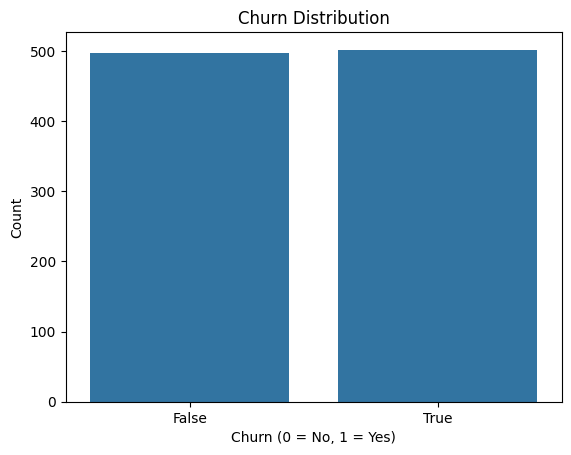 Churn Distribution
500
400
300
200
100
0
Count
False True
Churn (0 = No, 1 = Yes)